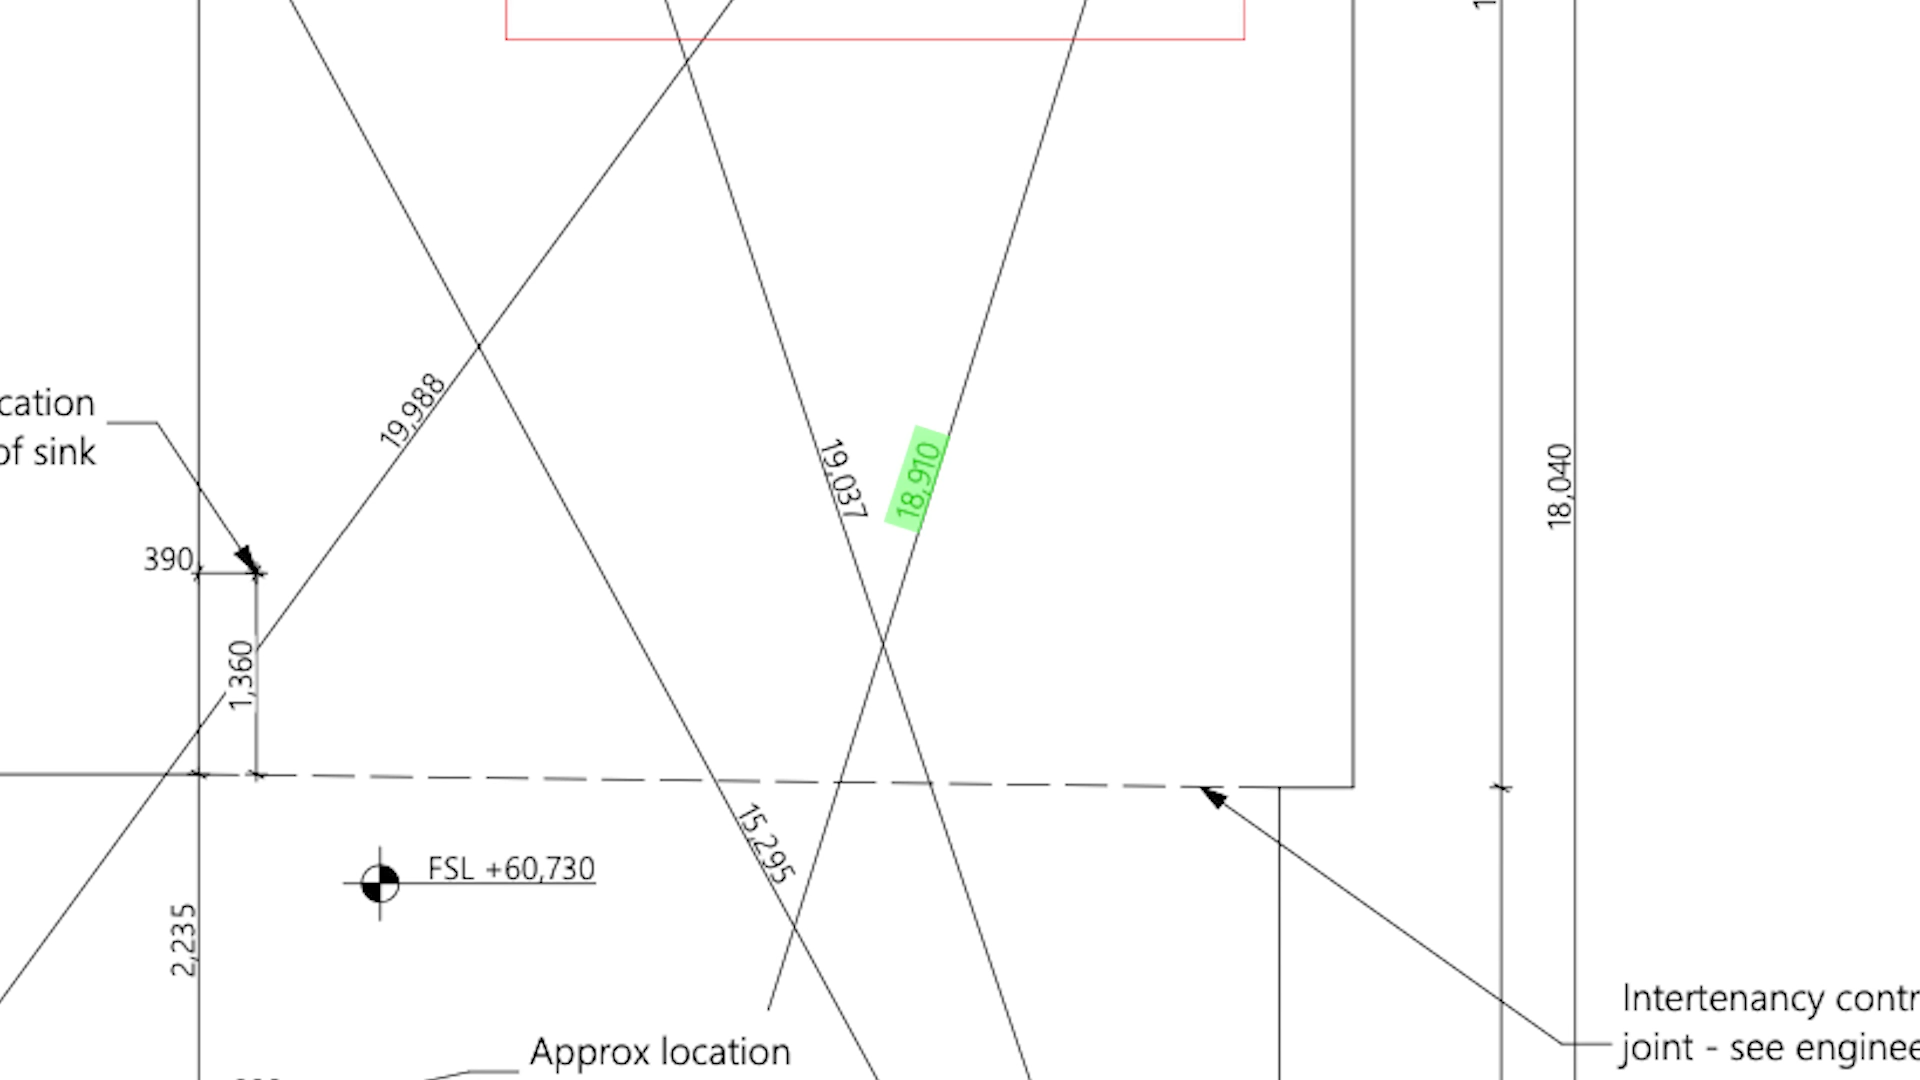 cation
of sink
19,988
19,037
18,910
18,040
390
1,360
15,295
FSL +60,730
2,235
Intertenancy contr
joint - see enginee
Approx location